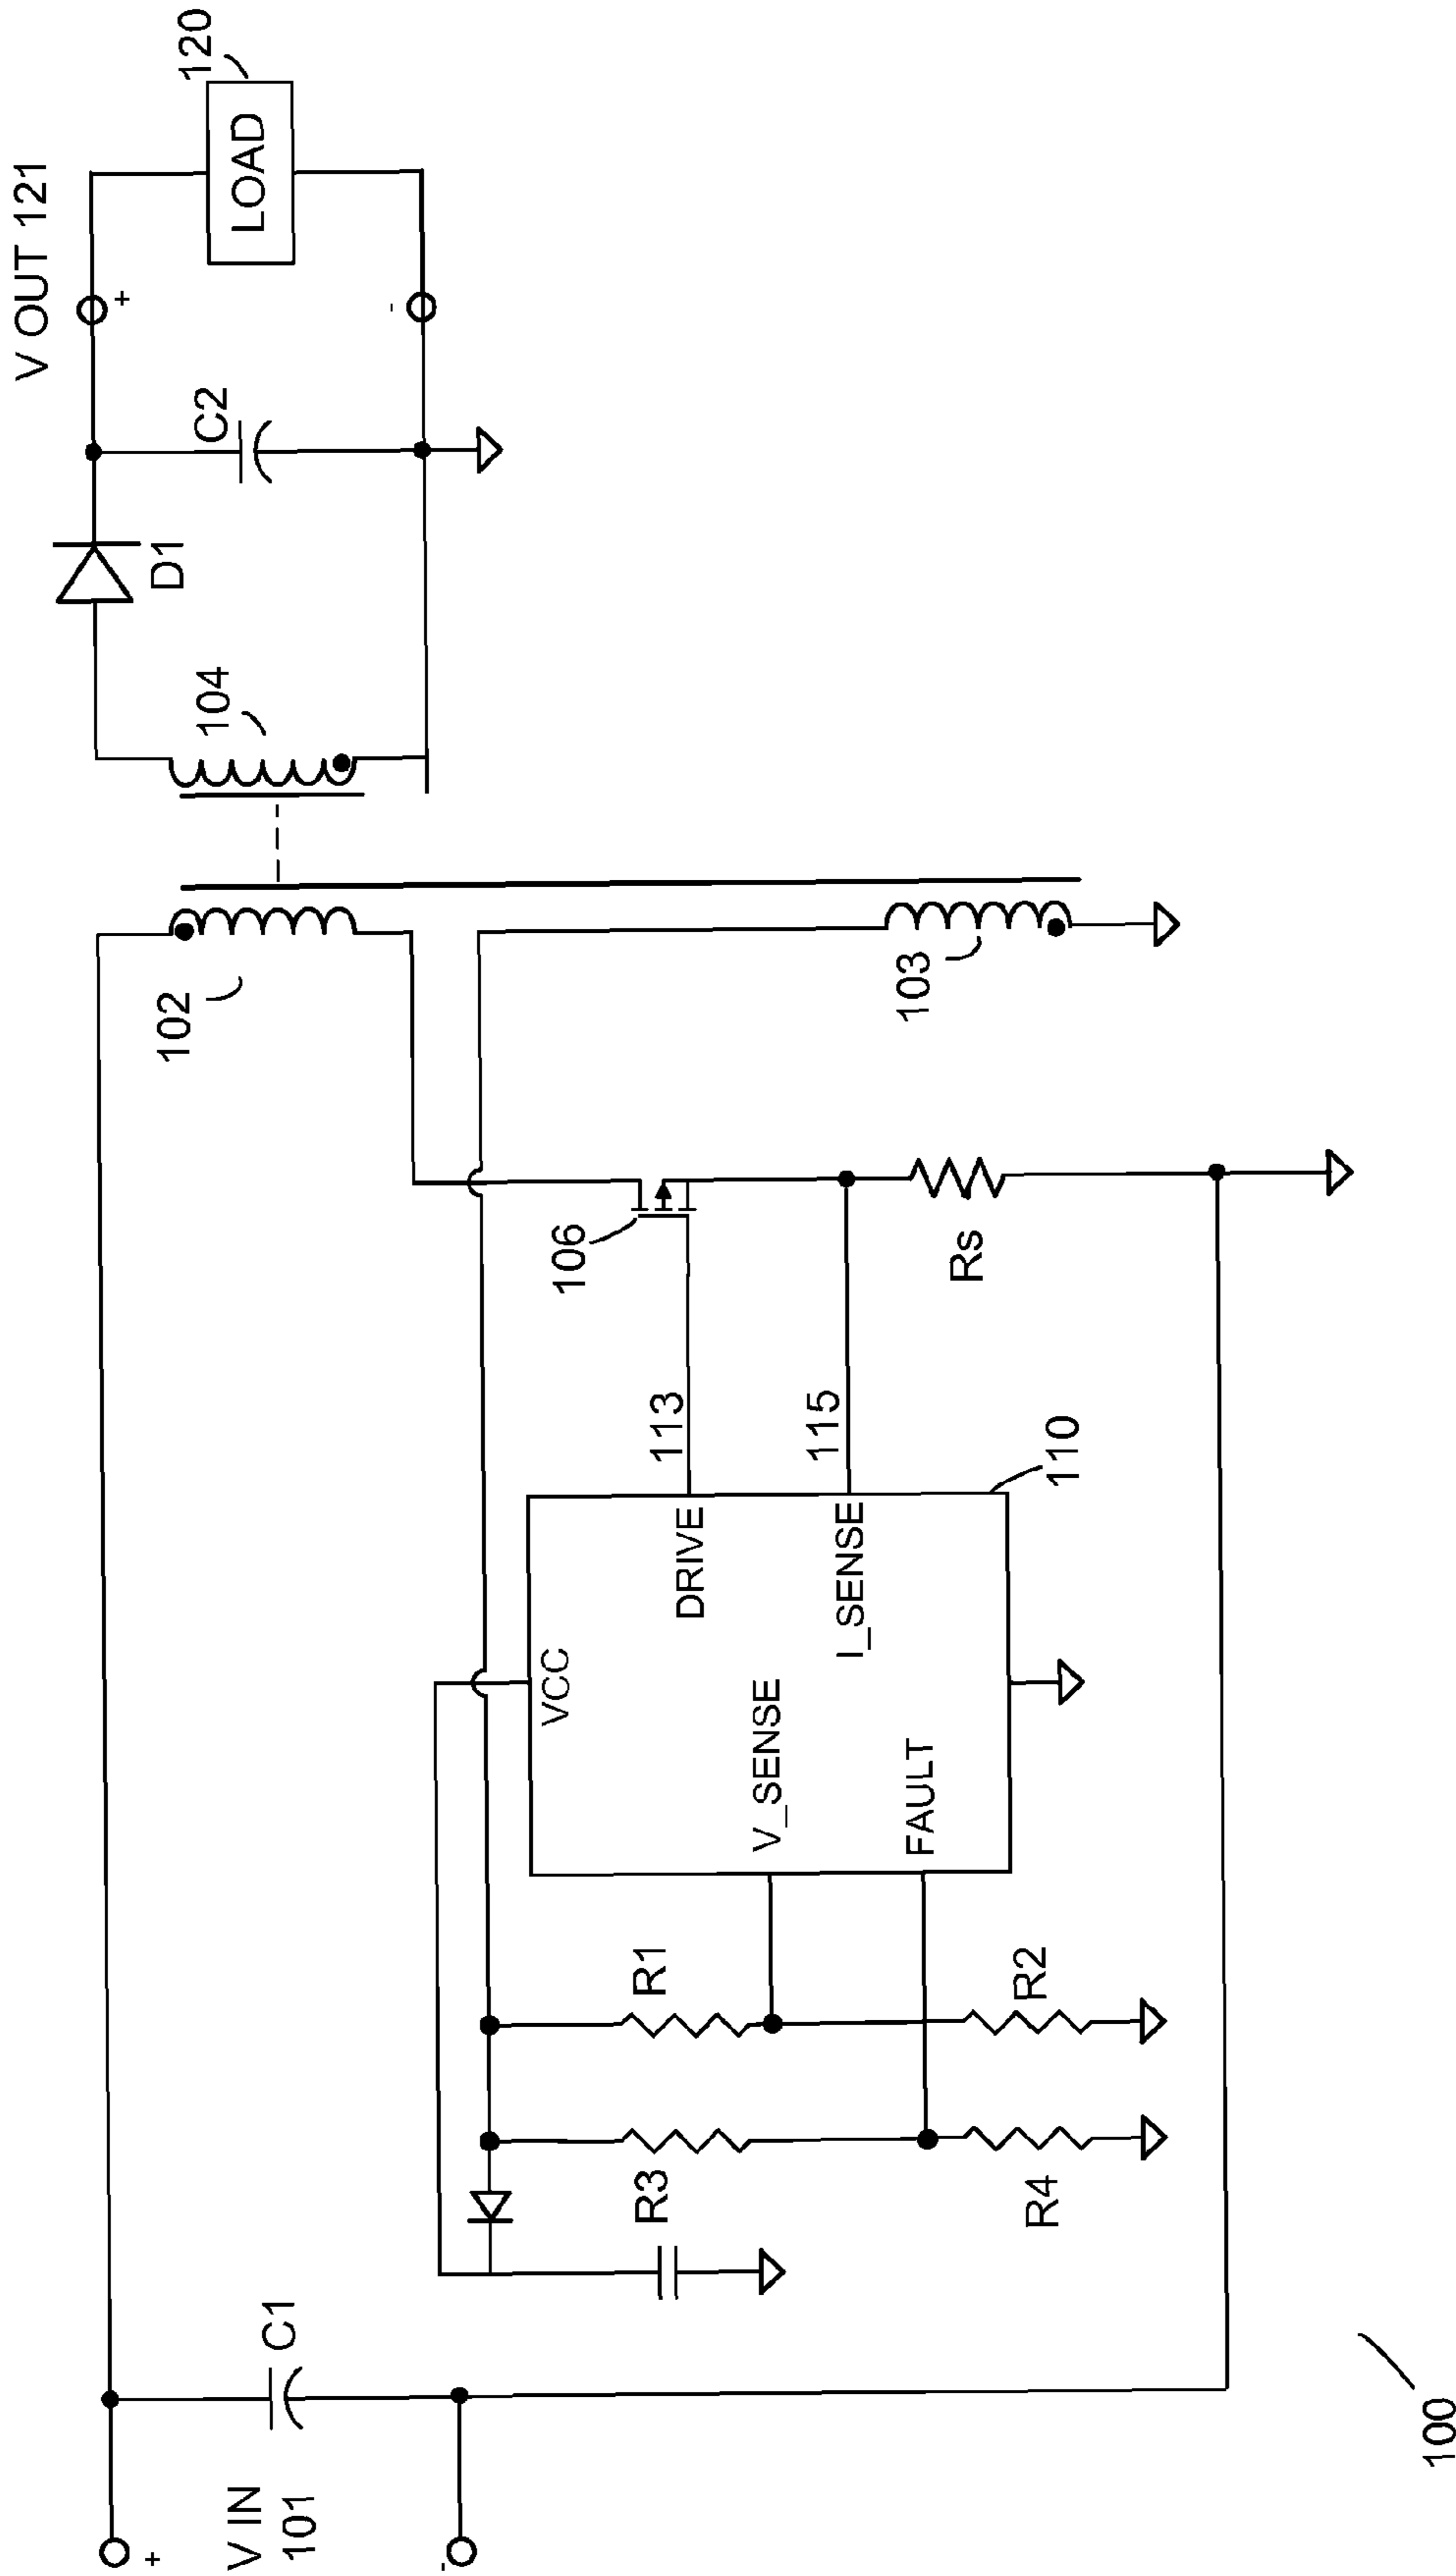 V OUT 121
120
LOAD
+
-
C2
D1
104
102
103
106
Rs
113
115
110
VCC
DRIVE
V_SENSE
I_SENSE
FAULT
R1
R2
R3
R4
C1
+
V IN
101
-
100